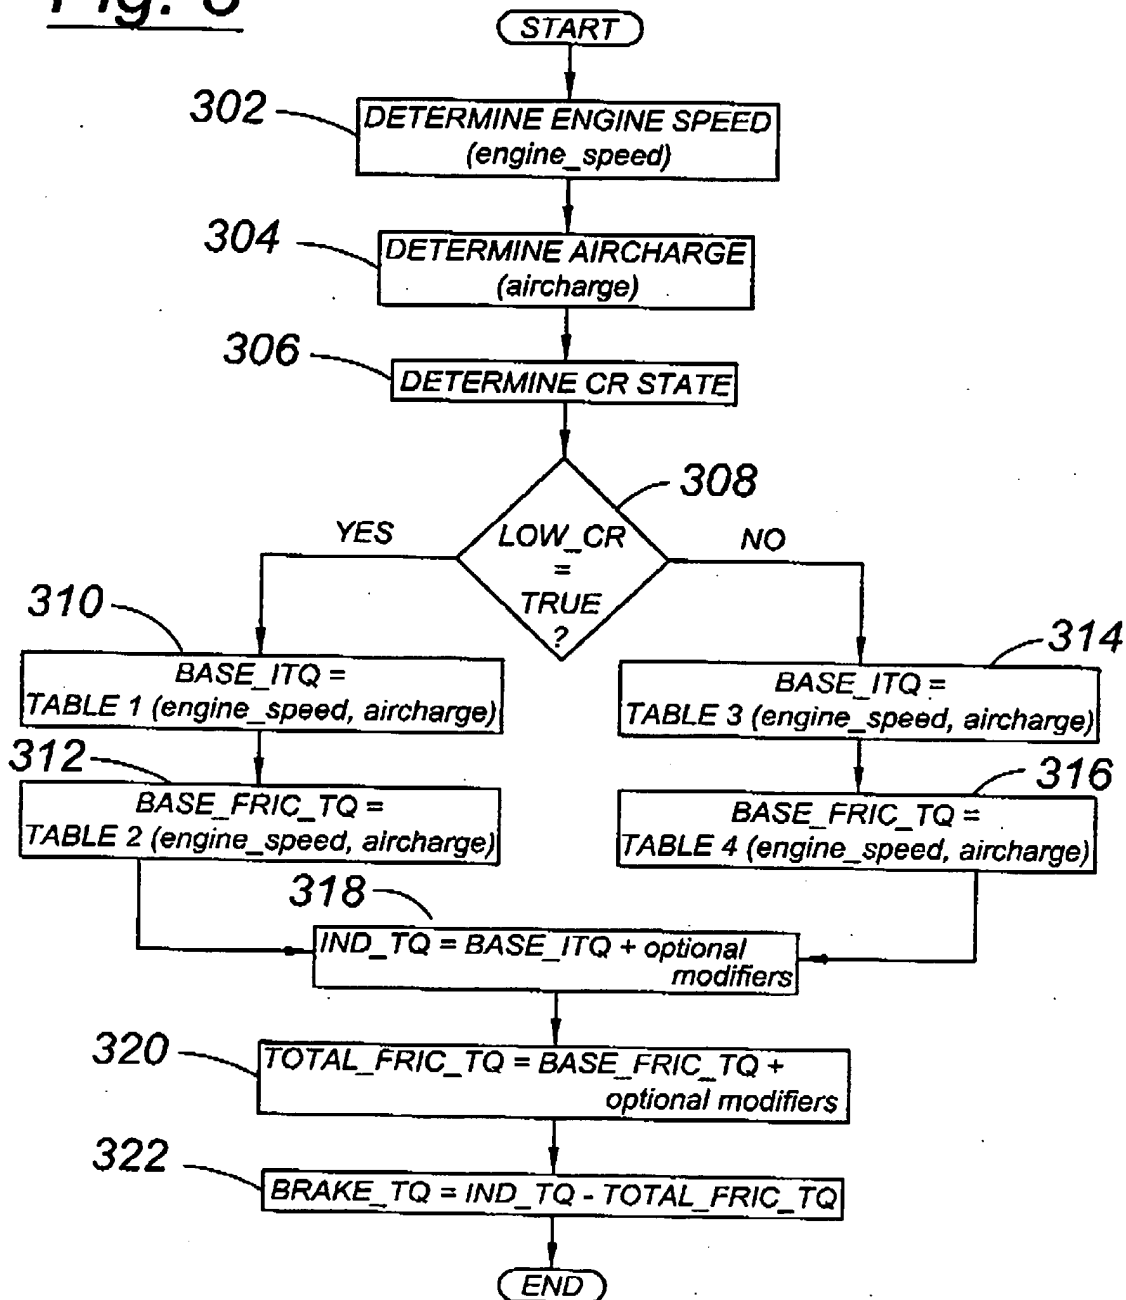 START
302
DETERMINE ENGINE SPEED
(engine_speed)
304
DETERMINE AIRCHARGE
(aircharge)
306
DETERMINE CR STATE
308
LOW_CR
=
TRUE
?
YES
NO
310
BASE_ITQ =
TABLE 1 (engine_speed, aircharge)
312
BASE_FRIC_TQ =
TABLE 2 (engine_speed, aircharge)
314
BASE_ITQ =
TABLE 3 (engine_speed, aircharge)
316
BASE_FRIC_TQ =
TABLE 4 (engine_speed, aircharge)
318
IND_TQ = BASE_ITQ + optional
modifiers
320
TOTAL_FRIC_TQ = BASE_FRIC_TQ +
optional modifiers
322
BRAKE_TQ = IND_TQ - TOTAL_FRIC_TQ
END